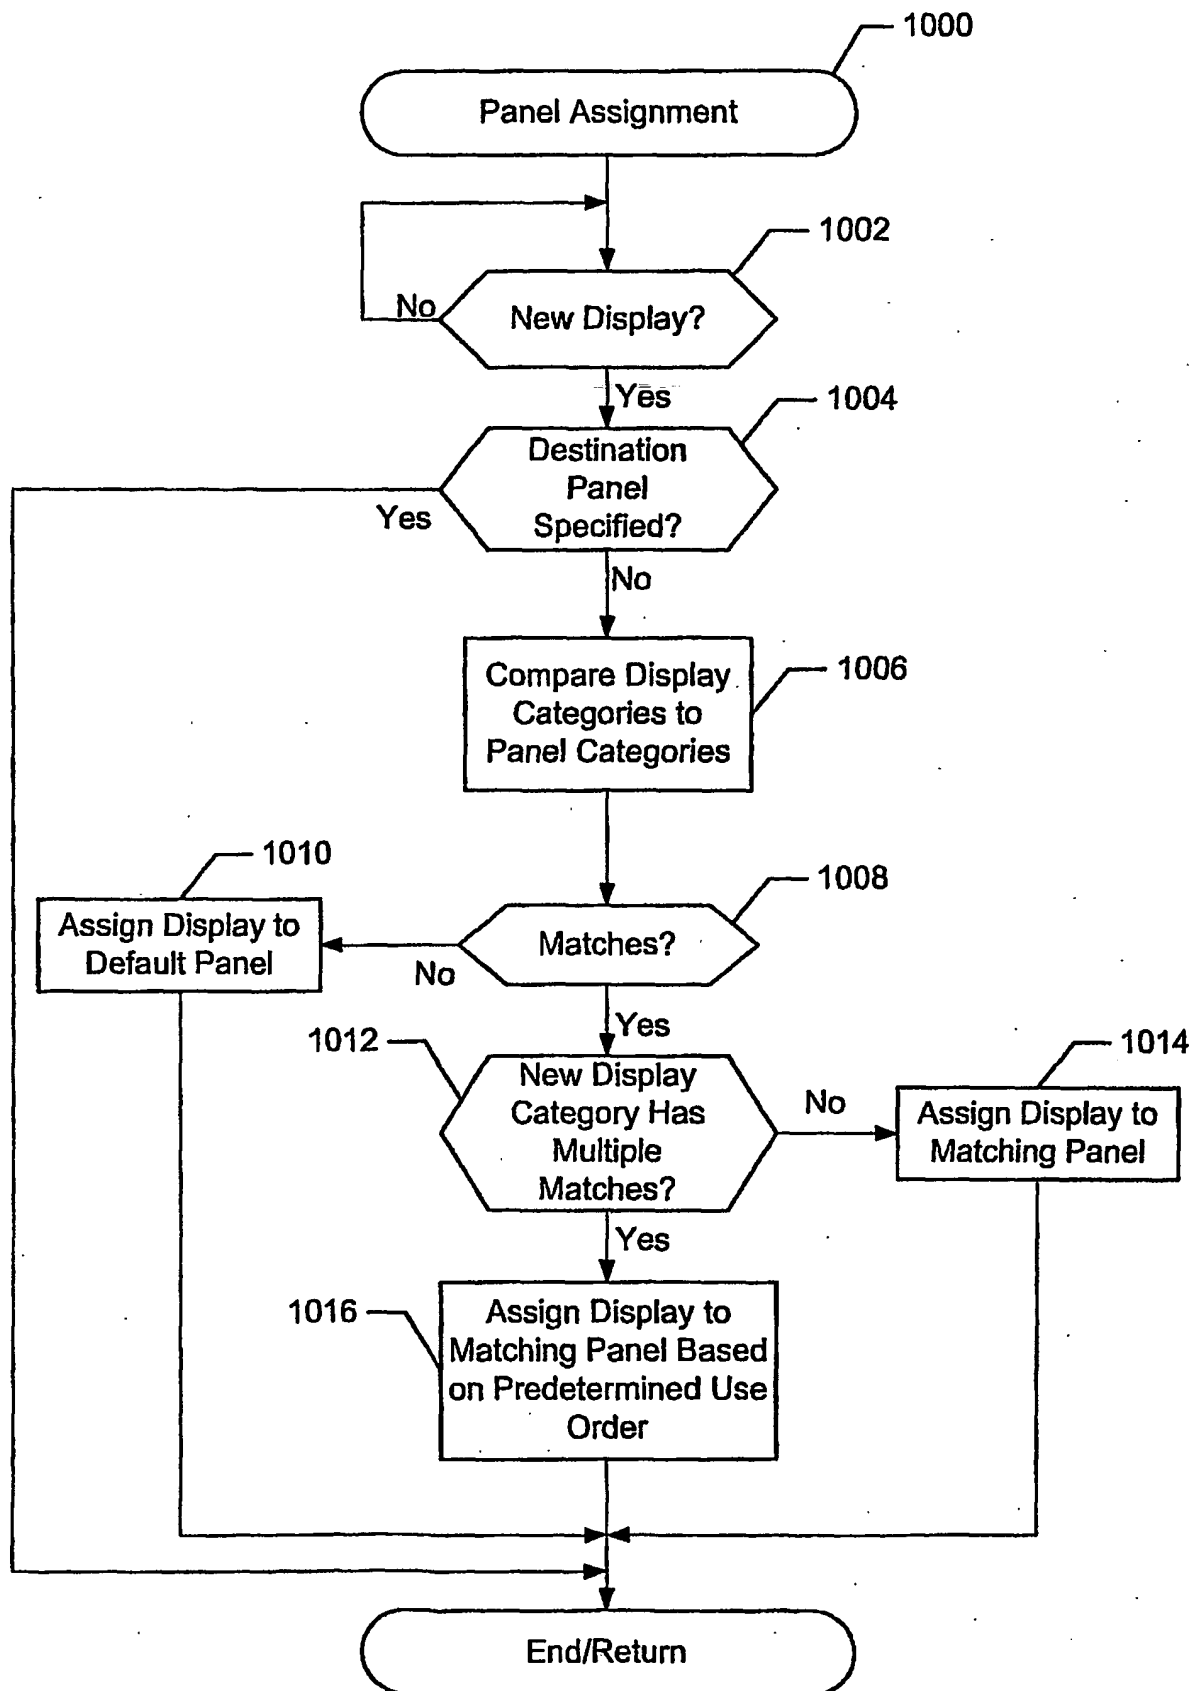 1000
Panel Assignment
1002
No
New Display?
Yes
1004
Destination
Panel
Specified?
Yes
No
1006
Compare Display
Categories to
Panel Categories
1010
1008
Assign Display to
Default Panel
Matches?
No
Yes
1012
1014
New Display
Category Has
Multiple
Matches?
No
Assign Display to
Matching Panel
Yes
1016
Assign Display to
Matching Panel Based
on Predetermined Use
Order
End/Return